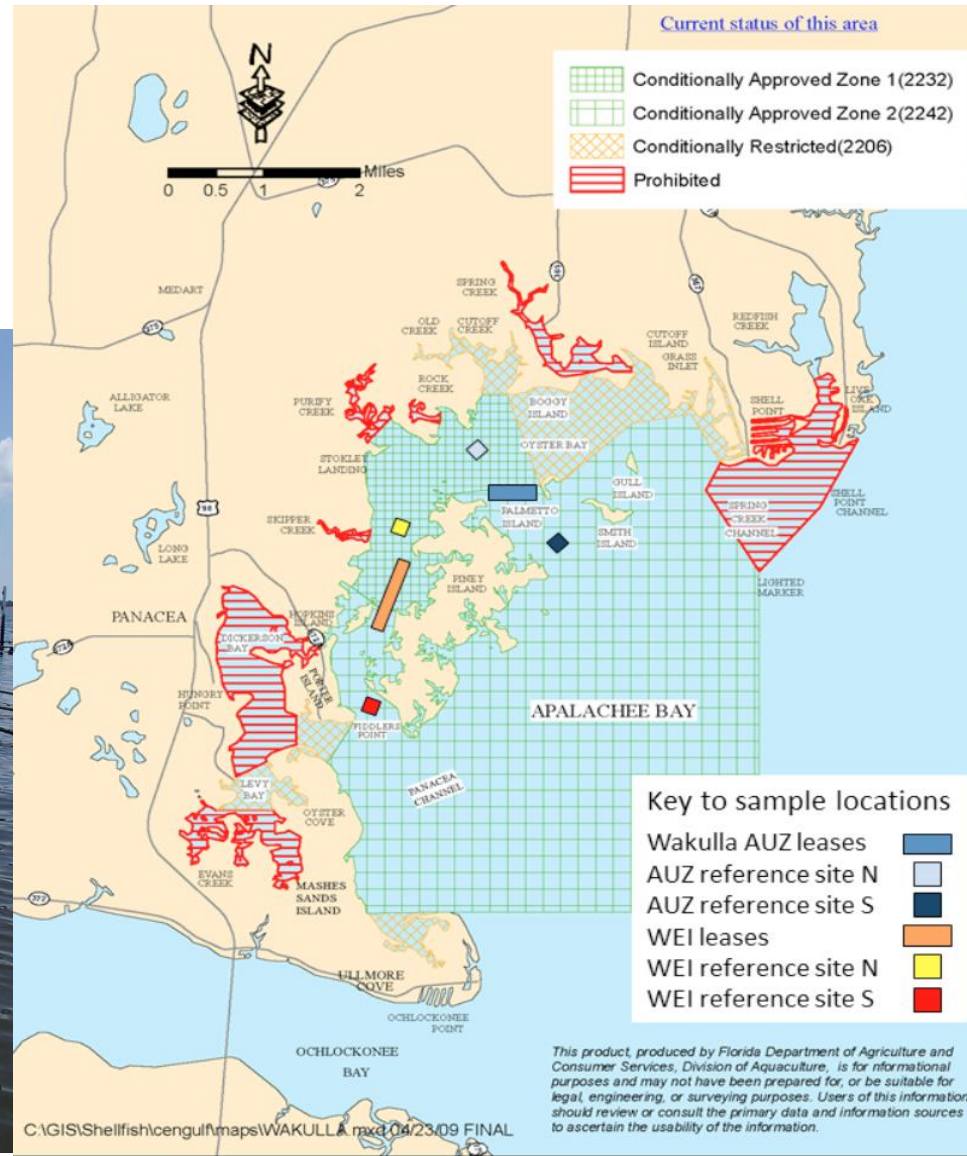 Current status of this area
Conditionally Approved Zone 1(2232)
Conditionally Approved Zone 2(2242)
Conditionally Restricted(2206)
Prohibited
N
Miles
0 0.5 1 2
MEDART
375
365
367
SPRING
CREEK
OLD
CREEK
CUTOFF
CREEK
REDFISH
CREEK
CUTOFF
ISLAND
GRASS
INLET
ROCK
CREEK
PURIFY
CREEK
ALLIGATOR
LAKE
BOGGY
ISLAND
SHELL
POINT
LIVE
OAK
ISLAND
OYSTER BAY
STOKLEY
LANDING
GULL
ISLAND
98
PALMETTO
ISLAND
SPRING
CREEK
CHANNEL
SHELL
POINT
CHANNEL
SKIPPER
CREEK
SMITH
ISLAND
LONG
LAKE
PINEY
ISLAND
LIGHTED
MARKER
PANACEA
HOPKINS
ISLAND
372
DICKERSON
BAY
PORTER
ISLAND
HUNGRY
POINT
FIDDLERS
POINT
APALACHEE BAY
PANACEA
CHANNEL
LEVY
BAY
OYSTER
COVE
EVANS
CREEK
MASHES
SANDS
ISLAND
372
Key to sample locations
Wakulla AUZ leases
AUZ reference site N
AUZ reference site S
WEI leases
WEI reference site N
WEI reference site S
ULLMORE
COVE
OCHLOCKONEE
POINT
OCHLOCKONEE
BAY
This product, produced by Florida Department of Agriculture and
Consumer Services, Division of Aquaculture, is for nformational
purposes and may not have been prepared for, or be suitable for
legal, engineering, or surveying purposes. Users of this information
should review or consult the primary data and information sources
to ascertain the usability of the information.
C:\GIS\Shellfish\cengulf\maps\WAKULLA.mxd 04/23/09 FINAL